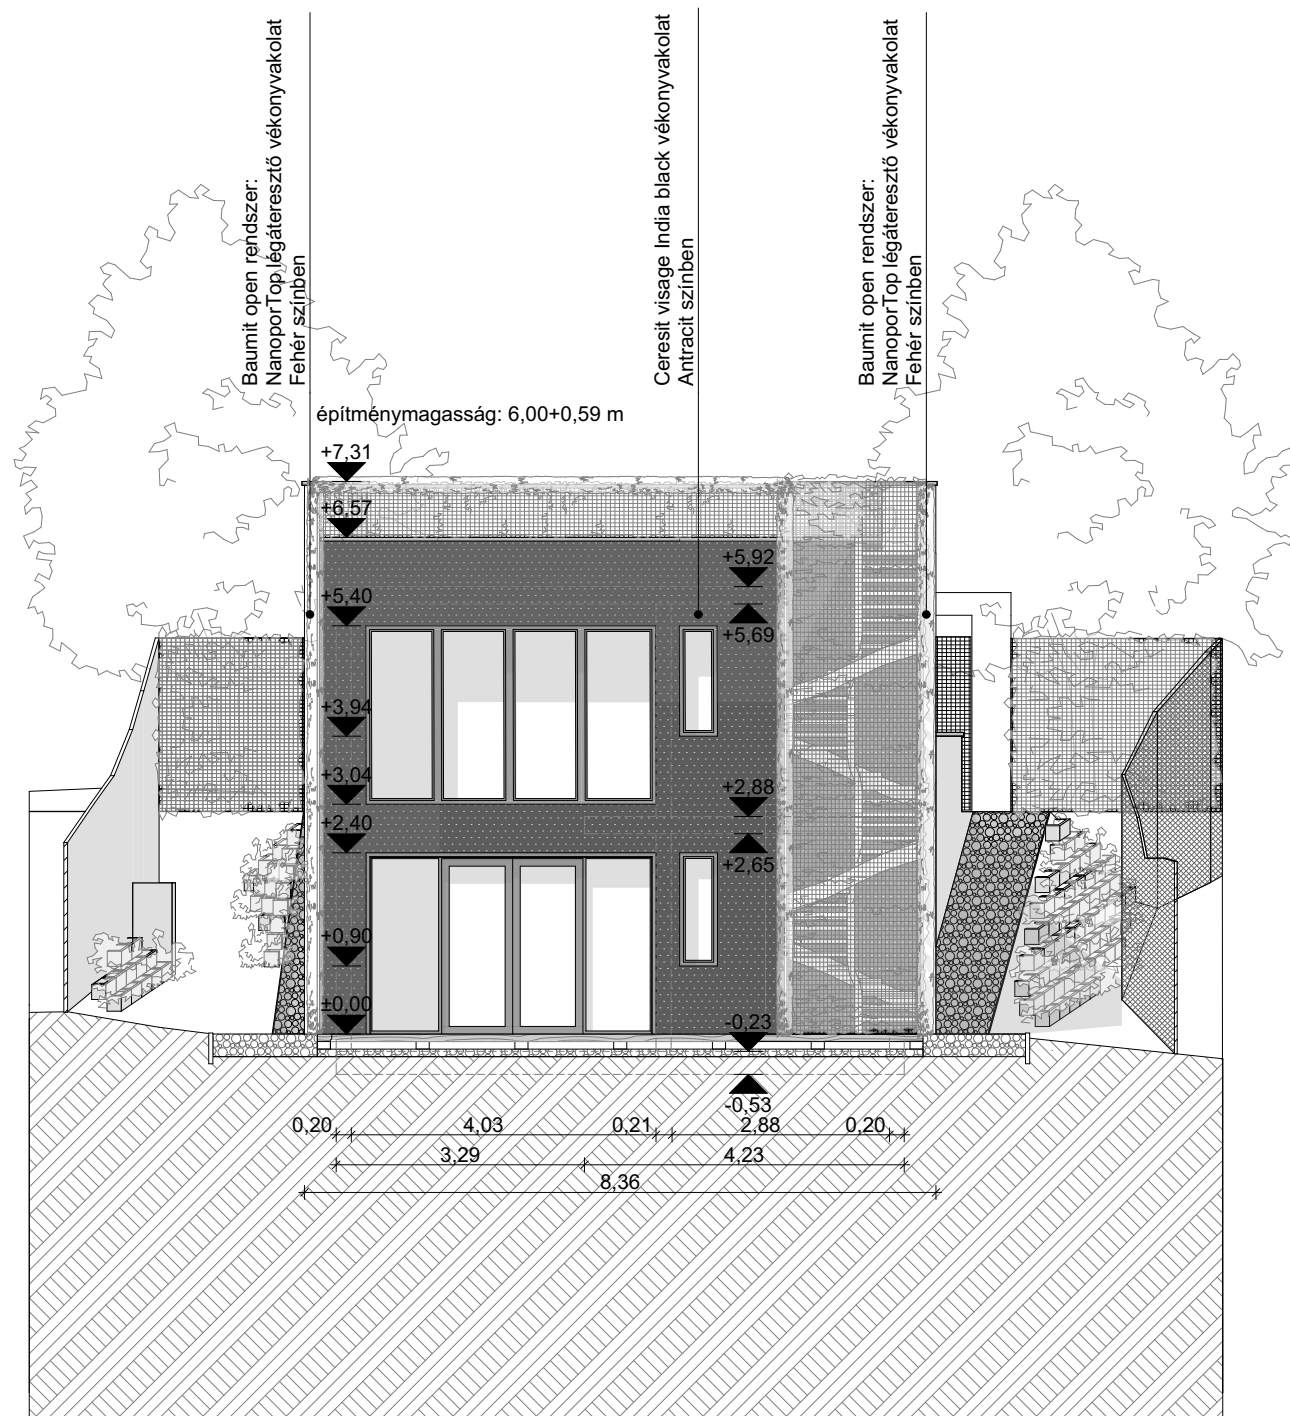 Baumit open rendszer:
NanoporTop légáteresztő vékonyvakolat
Fehér színben
Ceresit visage India black vékonyvakolat
Antracit színben
Baumit open rendszer:
NanoporTop légáteresztő vékonyvakolat
Fehér színben
építménymagasság: 6,00+0,59 m
+7,31
+6,57
+5,92
+5,40
+5,69
+3,94
+3,04
+2,88
+2,40
+2,65
+0,90
±0,00
-0,23
-0,53
0,20 4,03 0,21 2,88 0,20
3,29 4,23
8,36